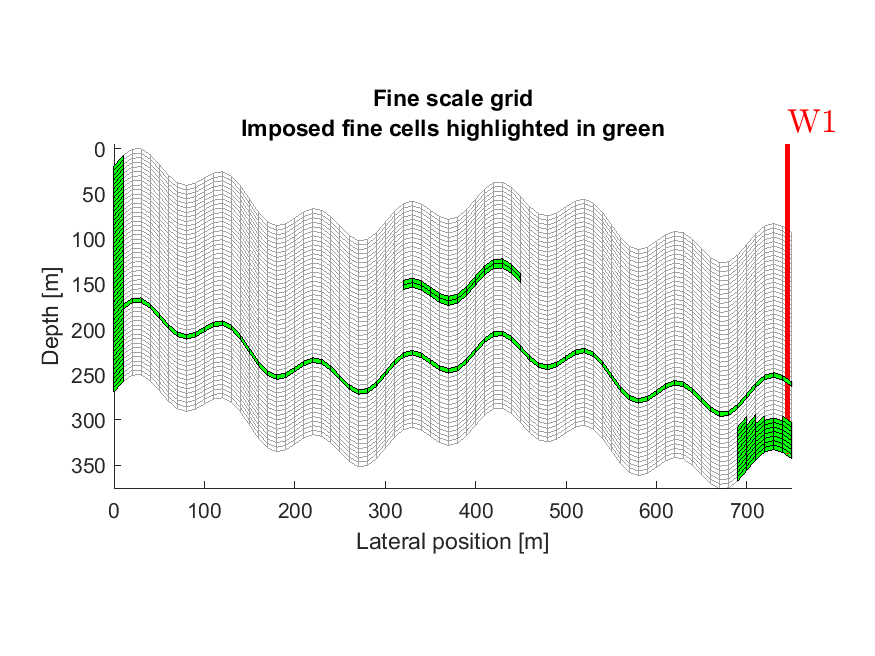 Fine scale grid
Imposed fine cells highlighted in green
W1
0
50
100
150
200
250
300
350
Depth [m]
0 100 200 300 400 500 600 700
Lateral position [m]